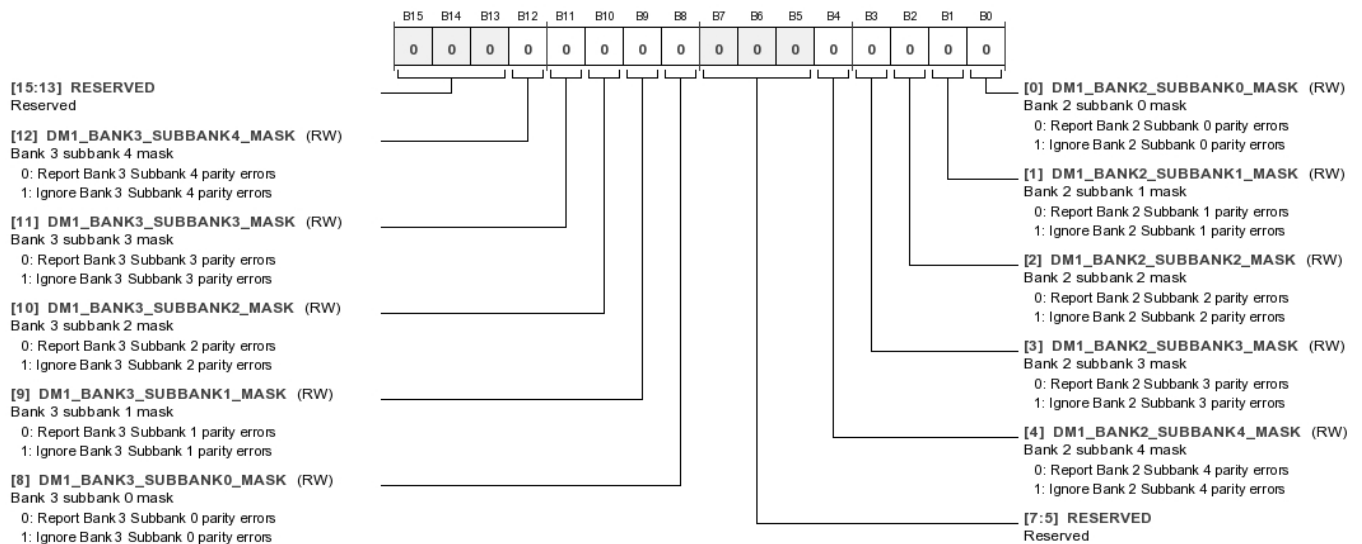 B15 B14 B13 B12 B11 B10 B9 B8 B7 B6 B5 B4 B3 B2 B1 B0
0 0 0 0 0 0 0 0 0 0 0 0 0 0 0 0
[15:13] RESERVED
Reserved
[12] DM1_BANK3_SUBBANK4_MASK (RW)
Bank 3 subbank 4 mask
0: Report Bank 3 Subbank 4 parity errors
1: Ignore Bank 3 Subbank 4 parity errors
[11] DM1_BANK3_SUBBANK3_MASK (RW)
Bank 3 subbank 3 mask
0: Report Bank 3 Subbank 3 parity errors
1: Ignore Bank 3 Subbank 3 parity errors
[10] DM1_BANK3_SUBBANK2_MASK (RW)
Bank 3 subbank 2 mask
0: Report Bank 3 Subbank 2 parity errors
1: Ignore Bank 3 Subbank 2 parity errors
[9] DM1_BANK3_SUBBANK1_MASK (RW)
Bank 3 subbank 1 mask
0: Report Bank 3 Subbank 1 parity errors
1: Ignore Bank 3 Subbank 1 parity errors
[8] DM1_BANK3_SUBBANK0_MASK (RW)
Bank 3 subbank 0 mask
0: Report Bank 3 Subbank 0 parity errors
1: Ignore Bank 3 Subbank 0 parity errors
[0] DM1_BANK2_SUBBANK0_MASK (RW)
Bank 2 subbank 0 mask
0: Report Bank 2 Subbank 0 parity errors
1: Ignore Bank 2 Subbank 0 parity errors
[1] DM1_BANK2_SUBBANK1_MASK (RW)
Bank 2 subbank 1 mask
0: Report Bank 2 Subbank 1 parity errors
1: Ignore Bank 2 Subbank 1 parity errors
[2] DM1_BANK2_SUBBANK2_MASK (RW)
Bank 2 subbank 2 mask
0: Report Bank 2 Subbank 2 parity errors
1: Ignore Bank 2 Subbank 2 parity errors
[3] DM1_BANK2_SUBBANK3_MASK (RW)
Bank 2 subbank 3 mask
0: Report Bank 2 Subbank 3 parity errors
1: Ignore Bank 2 Subbank 3 parity errors
[4] DM1_BANK2_SUBBANK4_MASK (RW)
Bank 2 subbank 4 mask
0: Report Bank 2 Subbank 4 parity errors
1: Ignore Bank 2 Subbank 4 parity errors
[7:5] RESERVED
Reserved